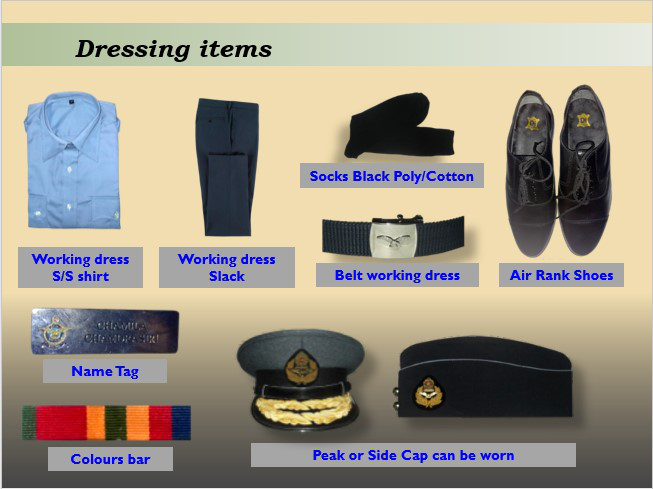 Dressing items
Socks Black Poly/Cotton
Working dress
S/S shirt
Working dress
Slack
Belt working dress
Air Rank Shoes
Name Tag
Colours bar
Peak or Side Cap can be worn